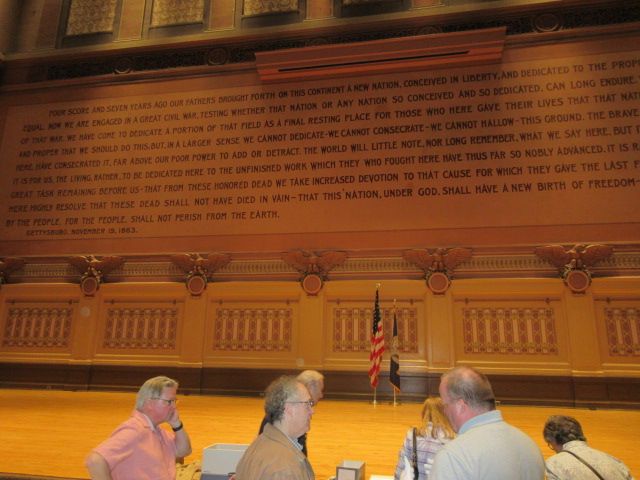 FOUR SCORE AND SEVEN YEARS AGO OUR FATHERS BROUGHT FORTH ON THIS CONTINENT A NEW NATION, CONCEIVED IN LIBERTY, AND DEDICATED TO THE PROP
EQUAL. NOW WE ARE ENGAGED IN A GREAT CIVIL WAR, TESTING WHETHER THAT NATION OR ANY NATION SO CONCEIVED AND SO DEDICATED, CAN LONG ENDURE.
OF THAT WAR. WE HAVE COME TO DEDICATE A PORTION OF THAT FIELD AS A FINAL RESTING PLACE FOR THOSE WHO HERE GAVE THEIR LIVES THAT THAT NATI
AND PROPER THAT WE SHOULD DO THIS, BUT, IN A LARGER SENSE WE CANNOT DEDICATE-WE CANNOT CONSECRATE-WE CANNOT HALLOW-THIS GROUND. THE BRAVE
HERE, HAVE CONSECRATED IT, FAR ABOVE OUR POOR POWER TO ADD OR DETRACT. THE WORLD WILL LITTLE NOTE, NOR LONG REMEMBER, WHAT WE SAY HERE, BUT I
IT IS FOR US, THE LIVING, RATHER, TO BE DEDICATED HERE TO THE UNFINISHED WORK WHICH THEY WHO FOUGHT HERE HAVE THUS FAR SO NOBLY ADVANCED. IT IS R
GREAT TASK REMAINING BEFORE US-THAT FROM THESE HONORED DEAD WE TAKE INCREASED DEVOTION TO THAT CAUSE FOR WHICH THEY GAVE THE LAST F
HERE HIGHLY RESOLVE THAT THESE DEAD SHALL NOT HAVE DIED IN VAIN-THAT THIS NATION, UNDER GOD, SHALL HAVE A NEW BIRTH OF FREEDOM-
BY THE PEOPLE, FOR THE PEOPLE, SHALL NOT PERISH FROM THE EARTH.
GETTYSBURG, NOVEMBER 19, 1863.